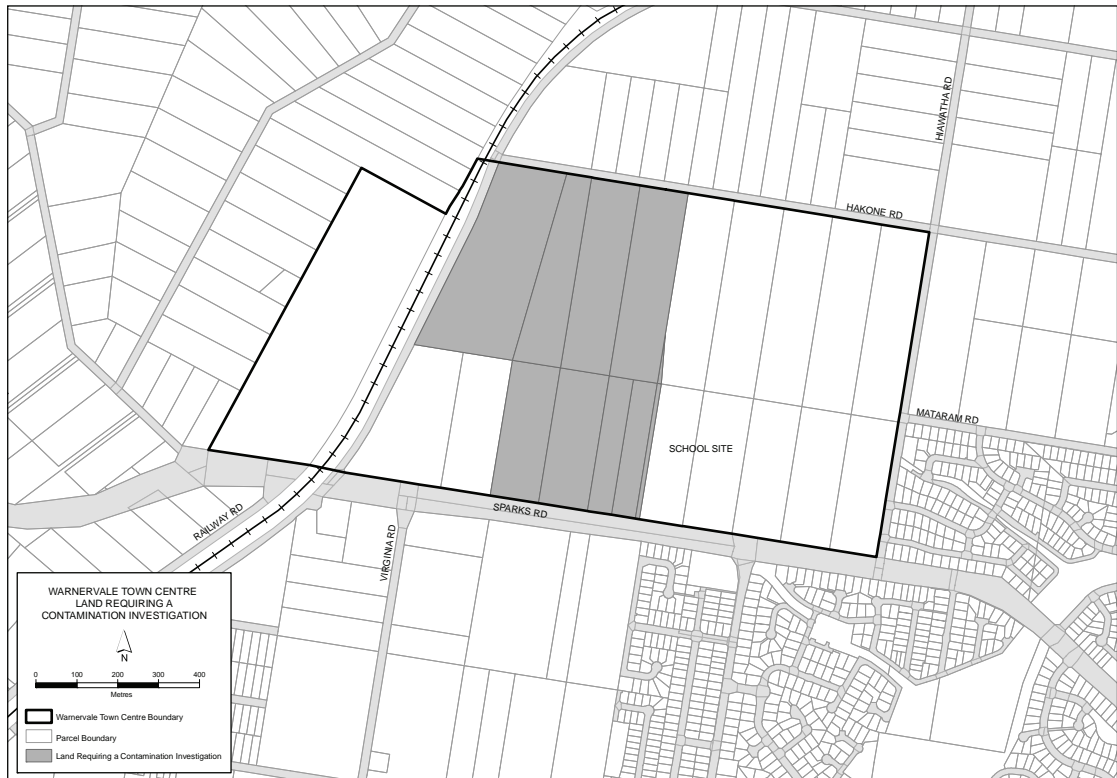 HIAWATHA RD
HAKONE RD
MATARAM RD
SCHOOL SITE
SPARKS RD
RAILWAY RD
VIRGINIA RD
WARNERVALE TOWN CENTRE
LAND REQUIRING A
CONTAMINATION INVESTIGATION
N
0 100 200 300 400
Metres
Warnervale Town Centre Boundary
Parcel Boundary
Land Requiring a Contamination Investigation